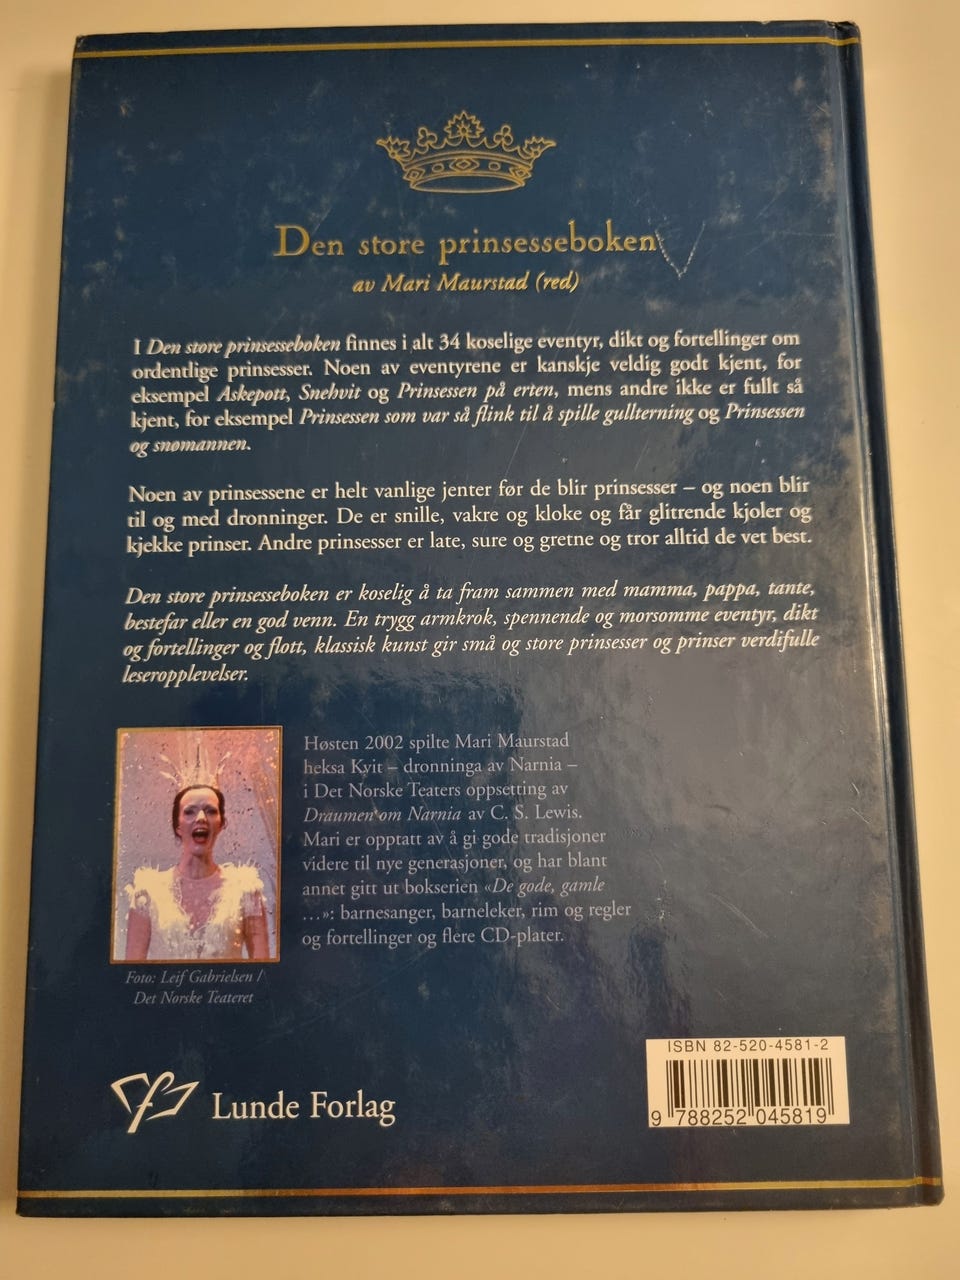 Den store prinsesseboken
av Mari Maurstad (red)
I Den store prinsesseboken finnes i alt 34 koselige eventyr, dikt og fortellinger om
ordentlige prinsesser. Noen av eventyrene er kanskje veldig godt kjent, for
eksempel Askepott, Snehvit og Prinsessen på erten, mens andre ikke er fullt så
kjent, for eksempel Prinsessen som var så flink til å spille gullterning og Prinsessen
og snømannen.
Noen av prinsessene er helt vanlige jenter før de blir prinsesser – og noen blir
til og med dronninger. De er snille, vakre og kloke og får glitrende kjoler og
kjekke prinser. Andre prinsesser er late, sure og gretne og tror alltid de vet best.
Den store prinsesseboken er koselig å ta fram sammen med mamma, pappa, tante,
bestefar eller en god venn. En trygg armkrok, spennende og morsomme eventyr, dikt
og fortellinger og flott, klassisk kunst gir små og store prinsesser og prinser verdifulle
leseropplevelser.
Høsten 2002 spilte Mari Maurstad
heksa Kvit – dronninga av Narnia –
i Det Norske Teaters oppsetting av
Draumen om Narnia av C. S. Lewis.
Mari er opptatt av å gi gode tradisjoner
videre til nye generasjoner, og har blant
annet gitt ut bokserien «De gode, gamle
...»: barnesanger, barneleker, rim og regler
og fortellinger og flere CD-plater.
Foto: Leif Gabrielsen /
Det Norske Teateret
Lunde Forlag
ISBN 82-520-4581-2
9 788252 045819